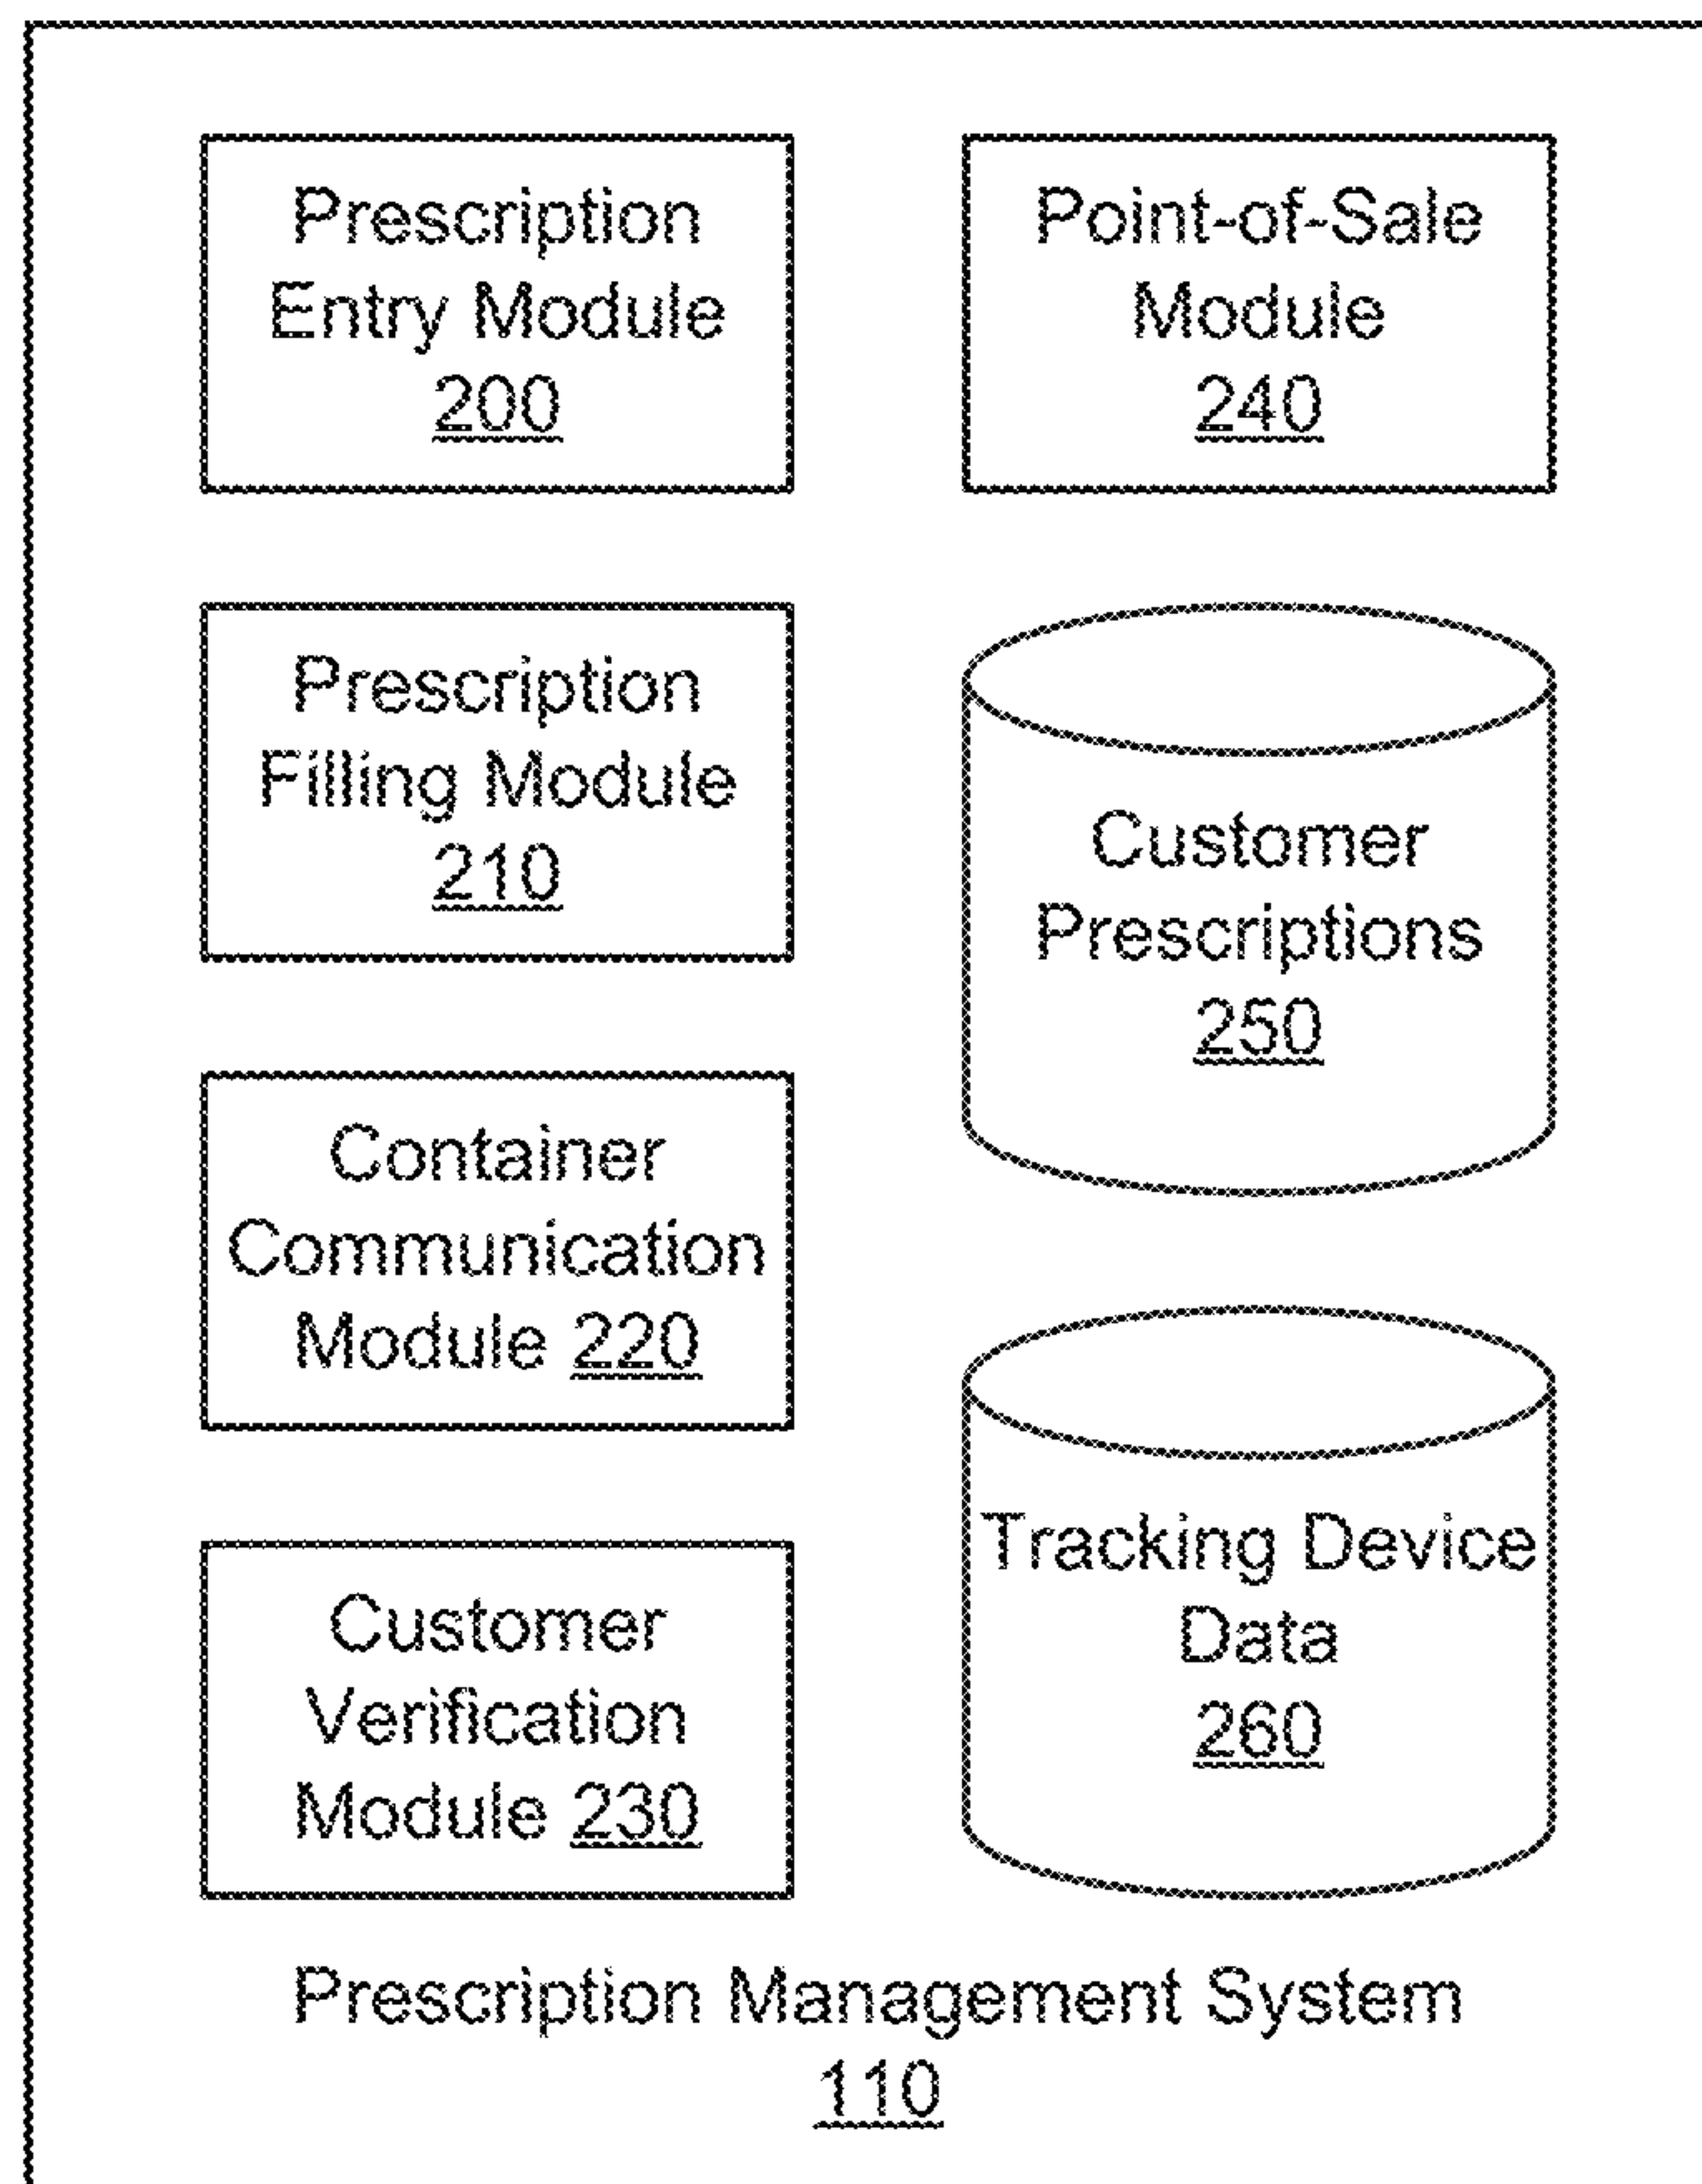 Prescription
Entry Module
200
Point-of-Sale
Module
240
Prescription
Filling Module
210
Customer
Prescriptions
250
Container
Communication
Module 220
Tracking Device
Data
260
Customer
Verification
Module 230
Prescription Management System
110